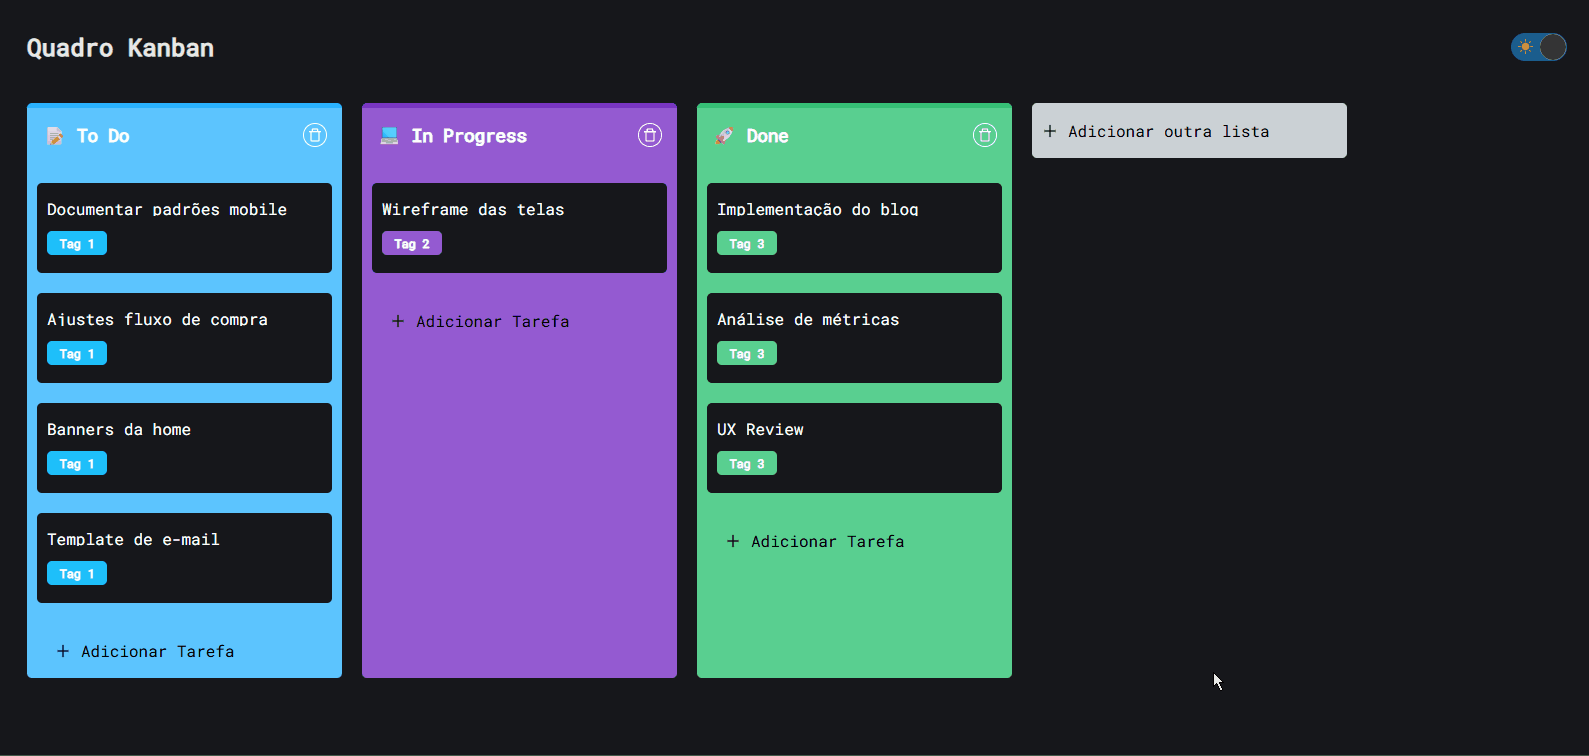 Quadro Kanban
To Do
Documentar padrões mobile
Tag 1
Ajustes fluxo de compra
Tag 1
Banners da home
Tag 1
Template de e-mail
Tag 1
+ Adicionar Tarefa
In Progress
Wireframe das telas
Tag 2
+ Adicionar Tarefa
Done
Implementação do blog
Tag 3
Análise de métricas
Tag 3
UX Review
Tag 3
+ Adicionar Tarefa
+ Adicionar outra lista